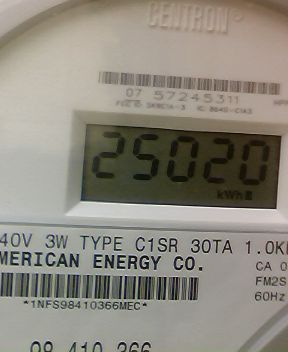 CENTRON®
07 57245311
25020
kWh
40V 3W TYPE C1SR 30TA 1.0K
MERICAN ENERGY CO.
CA 0
FM2S
*1NFS98410366MEC*
60Hz
98 410 366